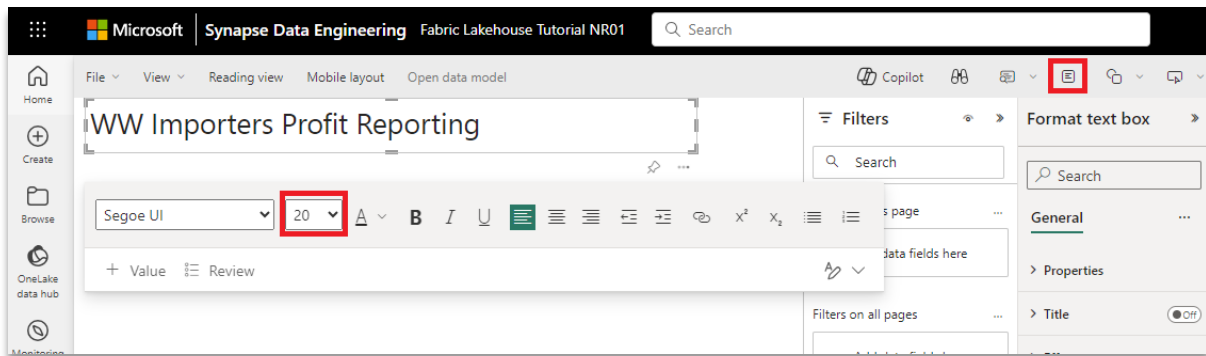 Microsoft Synapse Data Engineering Fabric Lakehouse Tutorial NR01 Search
Home
File View Reading view Mobile layout Open data model Copilot
WW Importers Profit Reporting
Filters
Format text box
Create
Search
Search
Browse
Segoe UI 20 A B I U x² x₂
s page
General
+ Value Review
data fields here
OneLake
data hub
Properties
Filters on all pages
Title Off
Monitoring